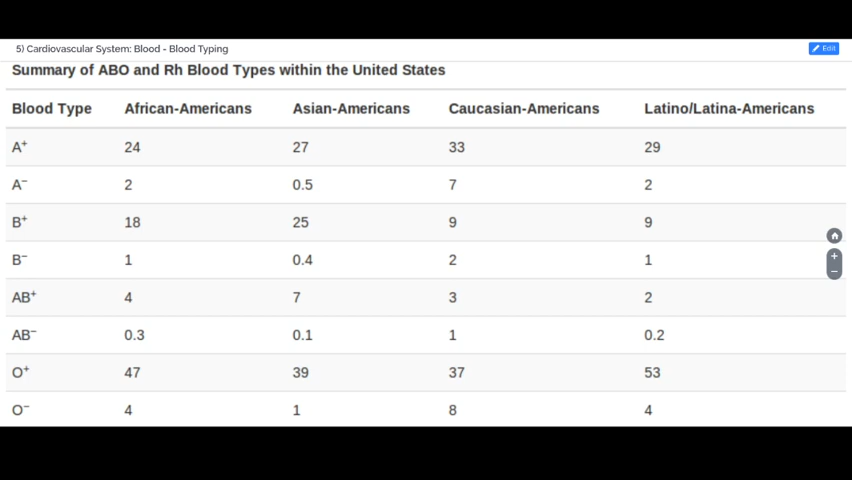 5) Cardiovascular System: Blood - Blood Typing
Edit
Summary of ABO and Rh Blood Types within the United States
Blood Type African-Americans Asian-Americans Caucasian-Americans Latino/Latina-Americans
A⁺ 24 27 33 29
A⁻ 2 0.5 7 2
B⁺ 18 25 9 9
B⁻ 1 0.4 2 1
AB⁺ 4 7 3 2
AB⁻ 0.3 0.1 1 0.2
O⁺ 47 39 37 53
O⁻ 4 1 8 4